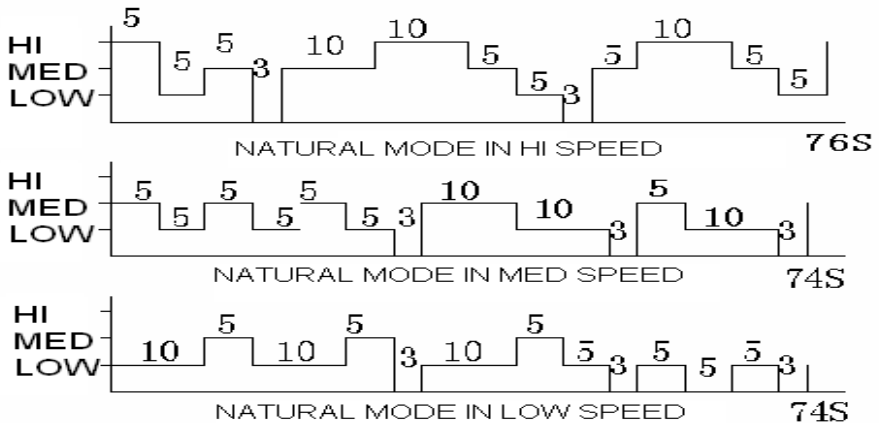 5
5 5 10 10 5 5 10
HI
MED 5 3 5 5
LOW 5 3 5
NATURAL MODE IN HI SPEED 76S
HI 5 5 5 10 5
MED 5 5 5 3 10 10
LOW 3 3
NATURAL MODE IN MED SPEED 74S
HI 5 5 5
MED 10 10 3 10 5 3 5 5 5 3
LOW
NATURAL MODE IN LOW SPEED 74S